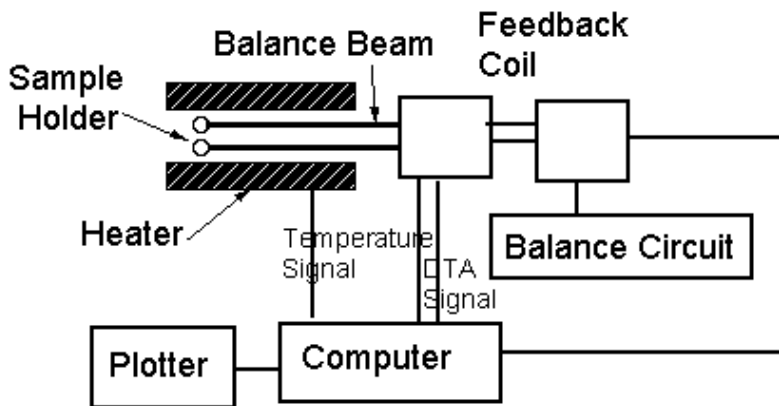 Feedback
Coil
Balance Beam
Sample
Holder
Heater
Temperature
Signal
DTA
Signal
Balance Circuit
Plotter
Computer